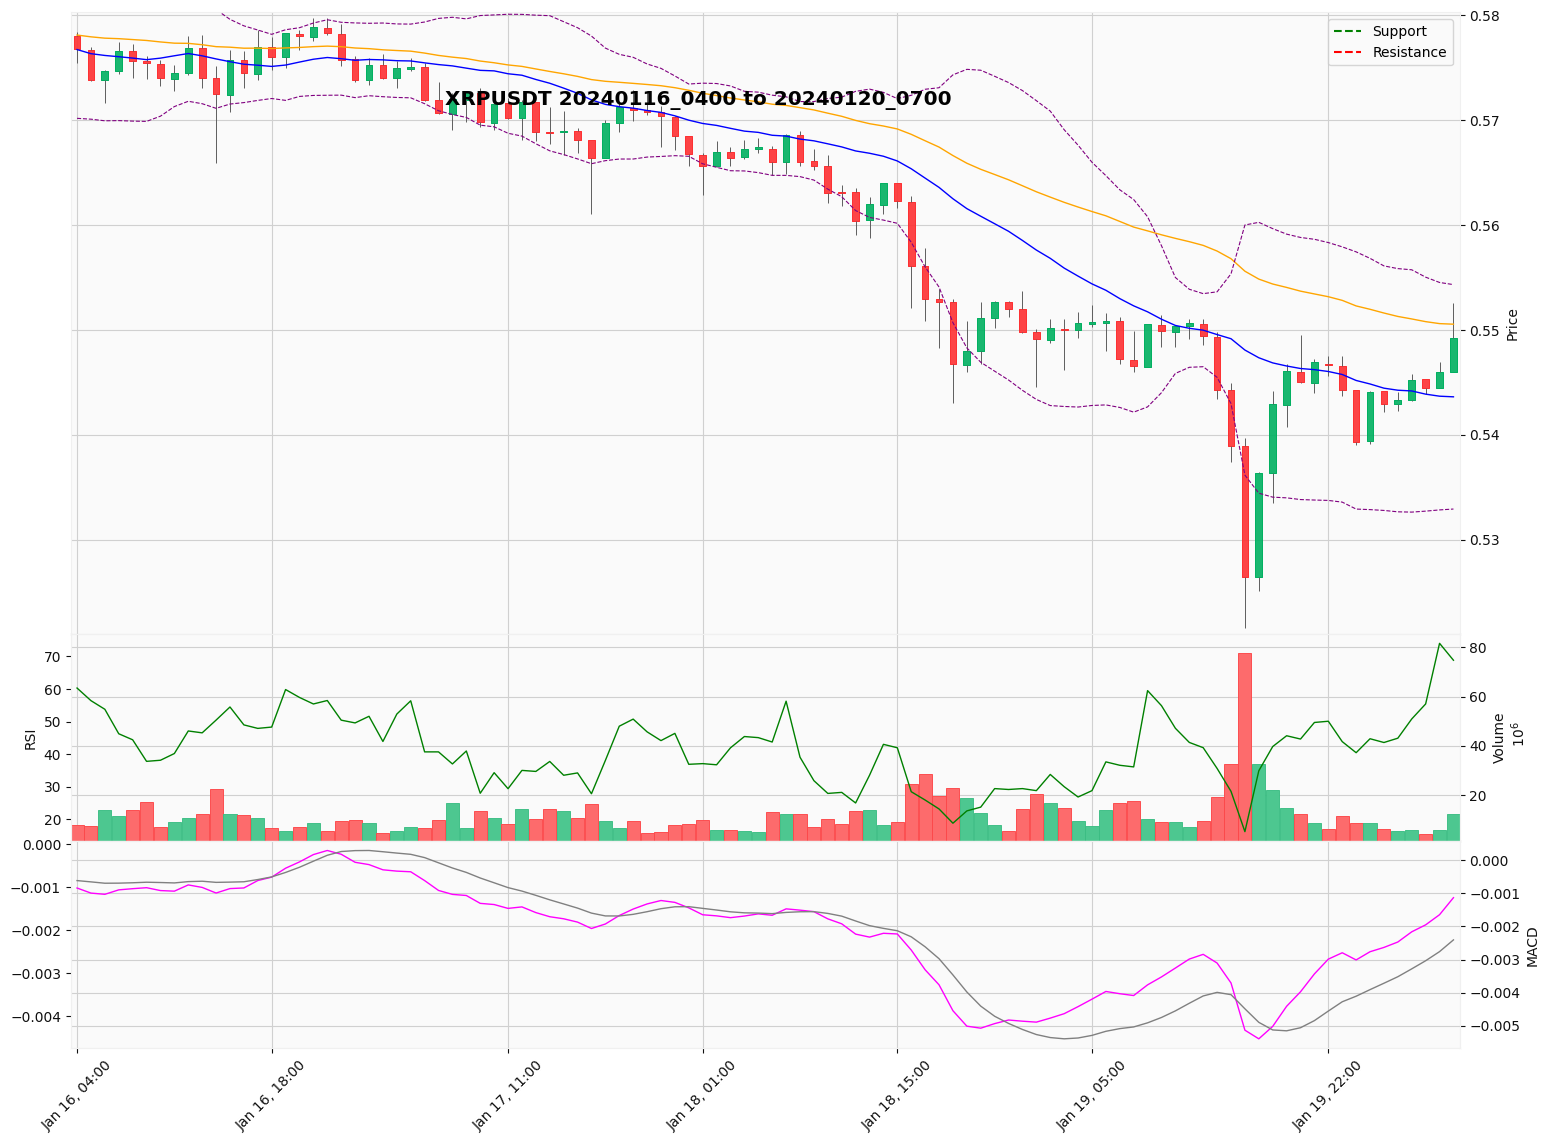 XRPUSDT 20240116_0400 to 20240120_0700
Support
Resistance
0.58
0.57
0.56
0.55
0.54
0.53
Price
70
60
50
40
30
20
RSI
80
60
40
20
Volume
10^6
0.000
−0.001
−0.002
−0.003
−0.004
0.000
−0.001
−0.002
−0.003
−0.004
−0.005
MACD
Jan 16, 04:00
Jan 16, 18:00
Jan 17, 11:00
Jan 18, 01:00
Jan 18, 15:00
Jan 19, 05:00
Jan 19, 22:00